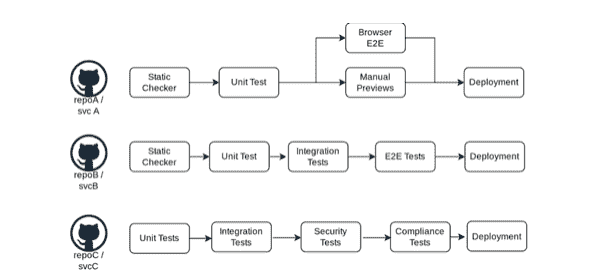 Browser
E2E
Static
Checker
Unit Test
Manual
Previews
Deployment
repoA /
svc A
Static
Checker
Unit Test
Integration
Tests
E2E Tests
Deployment
repoB /
svcB
Unit Tests
Integration
Tests
Security
Tests
Compliance
Tests
Deployment
repoC /
svcC